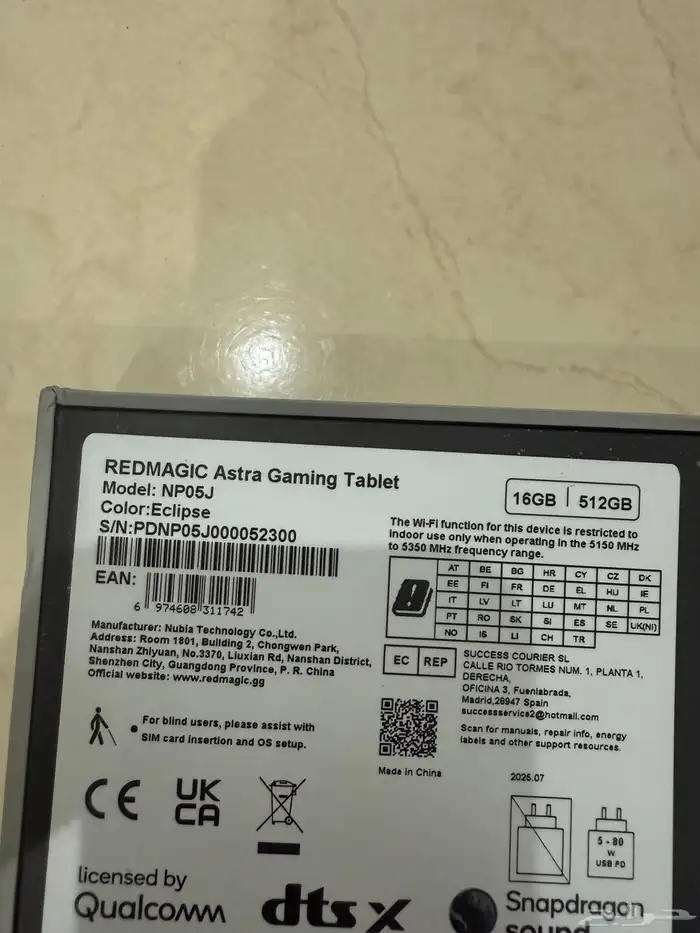 REDMAGIC Astra Gaming Tablet
Model: NP05J
Color:Eclipse
S/N:PDNP05J000052300
EAN:
6 974608 311742
Manufacturer: Nubia Technology Co.,Ltd.
Address: Room 1801, Building 2, Chongwen Park,
Nanshan Zhiyuan, No.3370, Liuxian Rd, Nanshan District,
Shenzhen City, Guangdong Province, P. R. China
Official website: www.redmagic.gg
16GB | 512GB
The Wi-Fi function for this device is restricted to
indoor use only when operating in the 5150 MHz
to 5350 MHz frequency range.
AT BE BG HR CY CZ DK
EE FI FR DE EL HU IE
IT LV LT LU MT NL PL
PT RO SK SI ES SE UK(NI)
NO IS LI CH TR
EC REP
SUCCESS COURIER SL
CALLE RIO TORMES NUM. 1, PLANTA 1,
DERECHA,
OFICINA 3, Fuenlabrada,
Madrid,28947 Spain
successservice2@hotmail.com
Scan for manuals, repair info, energy
labels and other support resources.
• For blind users, please assist with
SIM card insertion and OS setup.
Made in China
2025.07
CE
UK
CA
5 - 80
W
USB PD
licensed by
Qualcomm
dts X
Snapdragon
sound